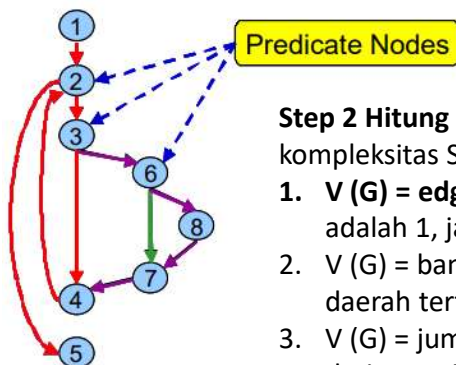 1
Predicate Nodes
2
3
6
8
7
4
5
Step 2 Hitung
kompleksitas S
1. V (G) = edg
adalah 1, ja
2. V (G) = ban
daerah ter
3. V (G) = jum